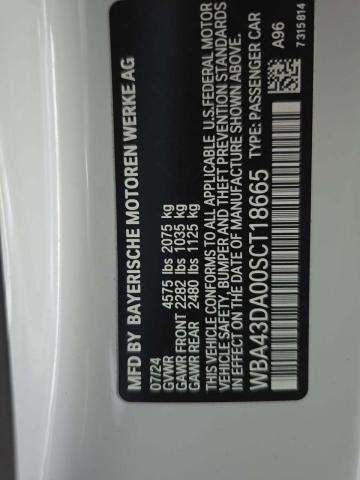 MFD BY BAYERISCHE MOTOREN WERKE AG
07/24
GVWR 4575 lbs 2075 kg
GAWR FRONT 2282 lbs 1035 kg
GAWR REAR 2480 lbs 1125 kg
THIS VEHICLE CONFORMS TO ALL APPLICABLE U.S.FEDERAL MOTOR
VEHICLE SAFETY, BUMPER AND THEFT PREVENTION STANDARDS
IN EFFECT ON THE DATE OF MANUFACTURE SHOWN ABOVE.
WBA43DA00SCT18665 TYPE: PASSENGER CAR
A96
7 315 814